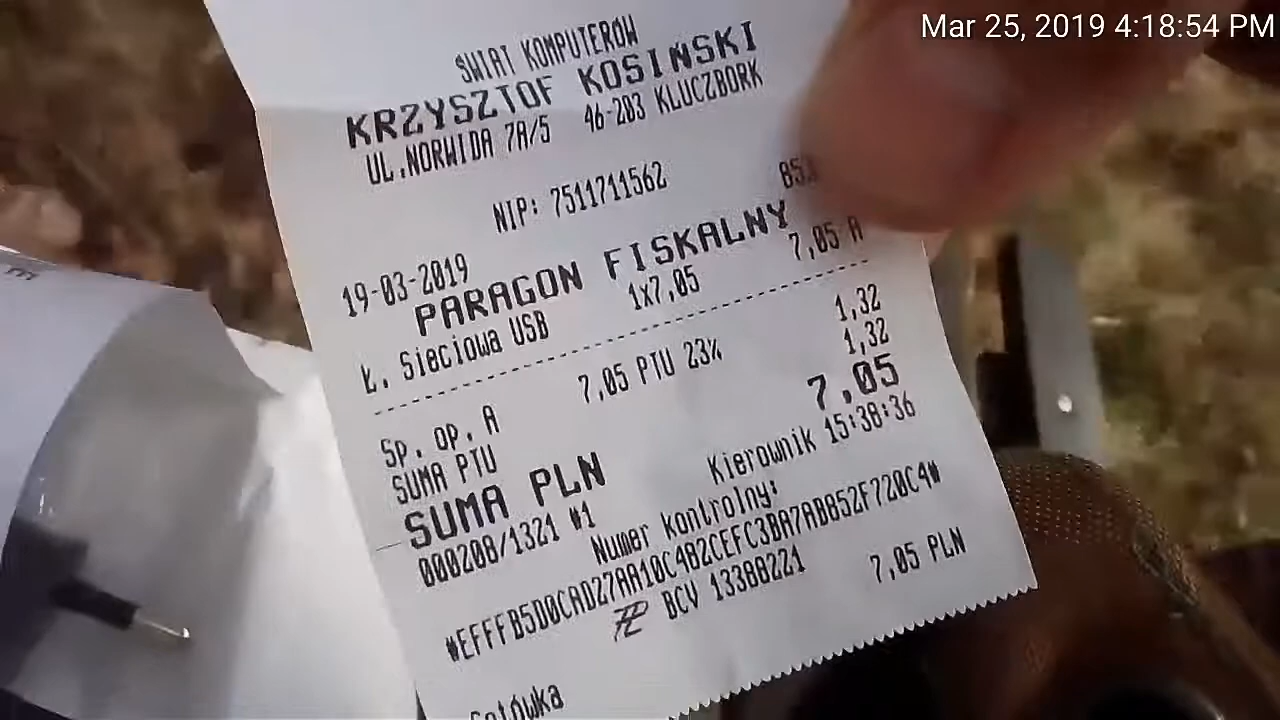 Mar 25, 2019 4:18:54 PM
ŚWIAT KOMPUTERÓW
KRZYSZTOF KOSIŃSKI
UL.NORWIDA 7A/5 46-203 KLUCZBORK
NIP: 7511711562
19-03-2019
PARAGON FISKALNY
Ł. Sieciowa USB 1x7,05 7,05 A
Sp. op. A 7,05 PTU 23% 1,32
SUMA PTU 1,32
SUMA PLN 7,05
000208/1321 #1 Kierownik 15:38:36
Numer kontrolny:
#EFFFB5D0CAD27AA10C4B2CEFC3BA7AB852F720C4#
BCV 13388221
Gotówka 7,05 PLN